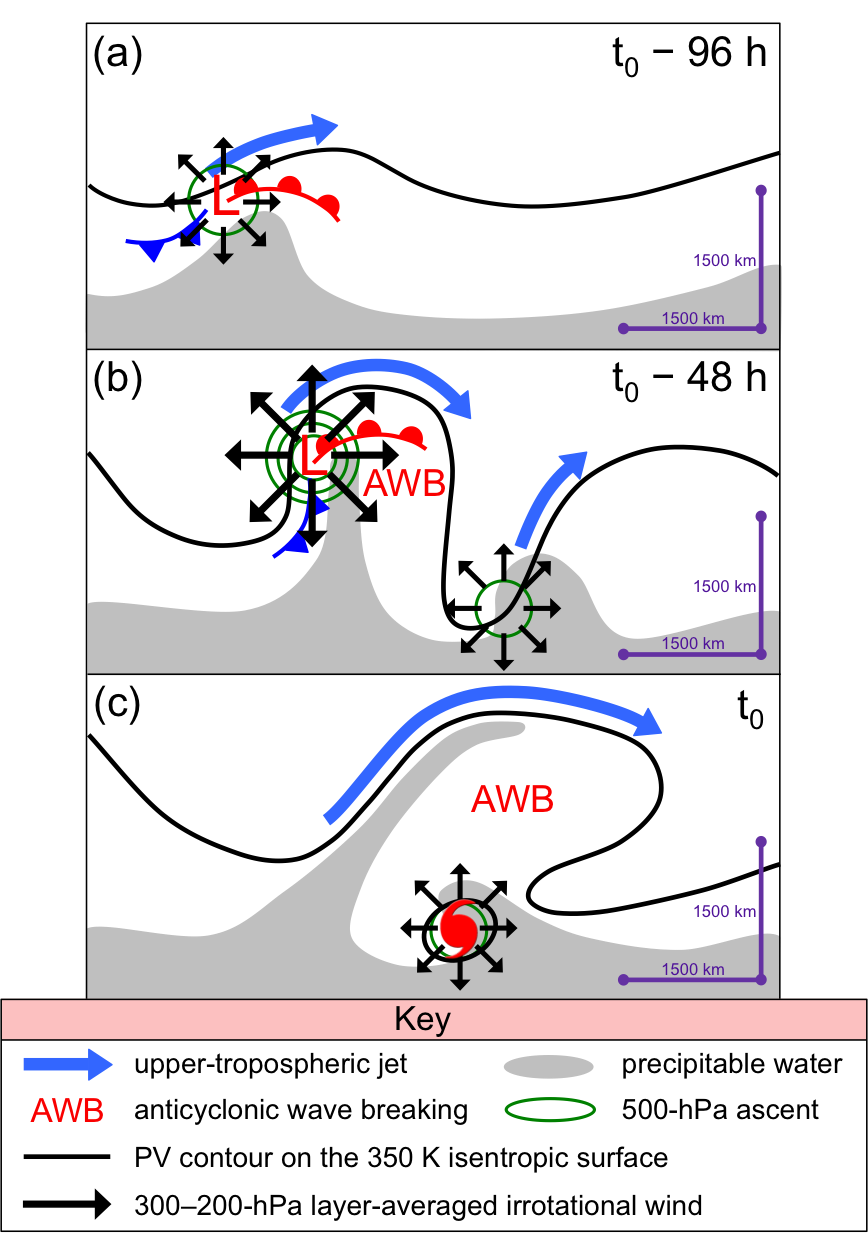 (a)
t₀ − 96 h
L
1500 km
1500 km
(b)
t₀ − 48 h
L
AWB
1500 km
1500 km
(c)
t₀
AWB
1500 km
1500 km
Key
upper-tropospheric jet
precipitable water
AWB anticyclonic wave breaking
500-hPa ascent
PV contour on the 350 K isentropic surface
300–200-hPa layer-averaged irrotational wind